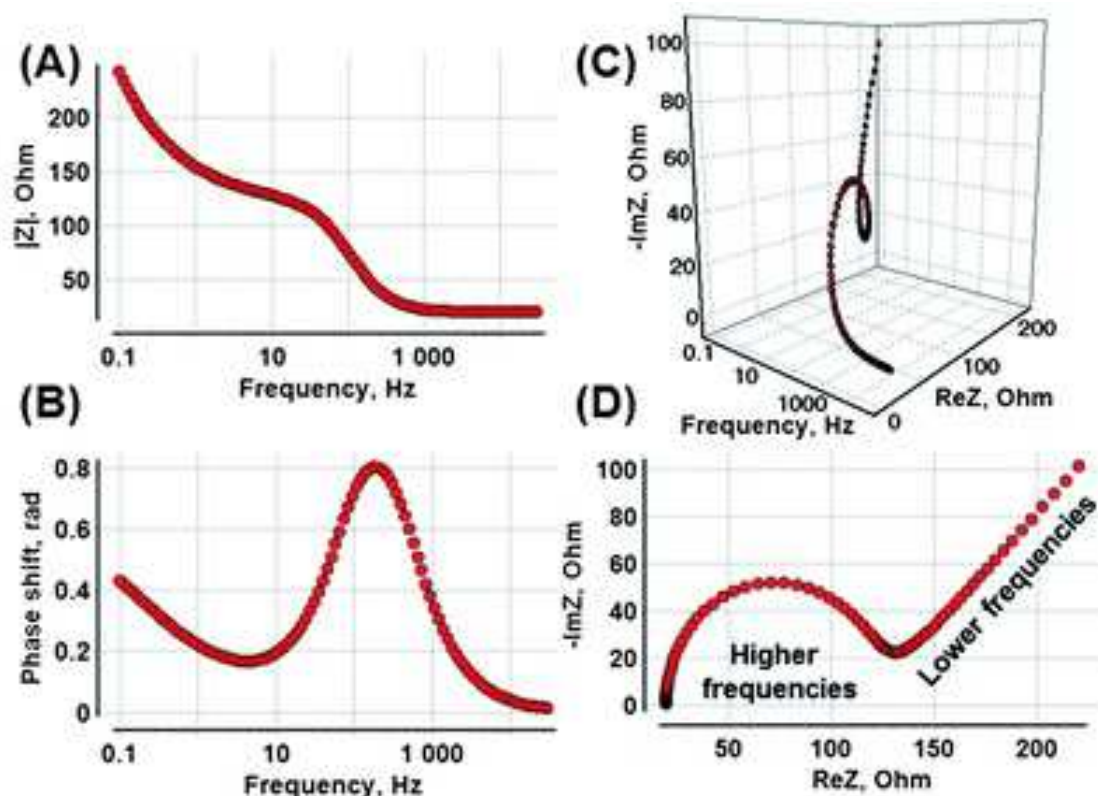 (A)
|Z|, Ohm
200
150
100
50
0.1
10
1 000
Frequency, Hz
(B)
Phase shift, rad
0.8
0.6
0.4
0.2
0
0.1
10
1 000
Frequency, Hz
(C)
-ImZ, Ohm
100
80
60
40
20
0
0.1
10
1000
Frequency, Hz
0
100
200
ReZ, Ohm
(D)
-ImZ, Ohm
100
80
60
40
20
0
Higher
frequencies
Lower frequencies
50
100
150
200
ReZ, Ohm